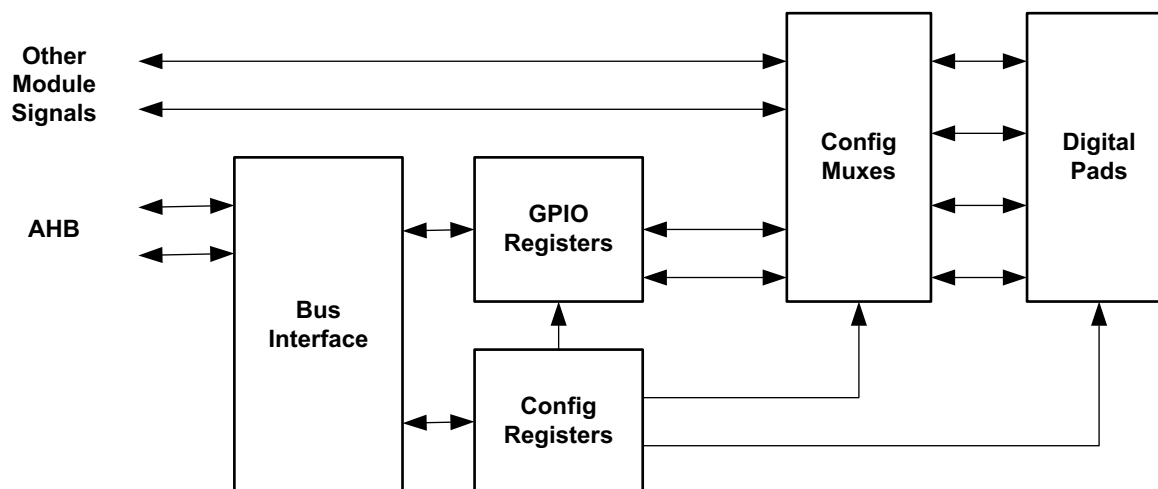 Other
Module
Signals
AHB
Bus
Interface
GPIO
Registers
Config
Registers
Config
Muxes
Digital
Pads